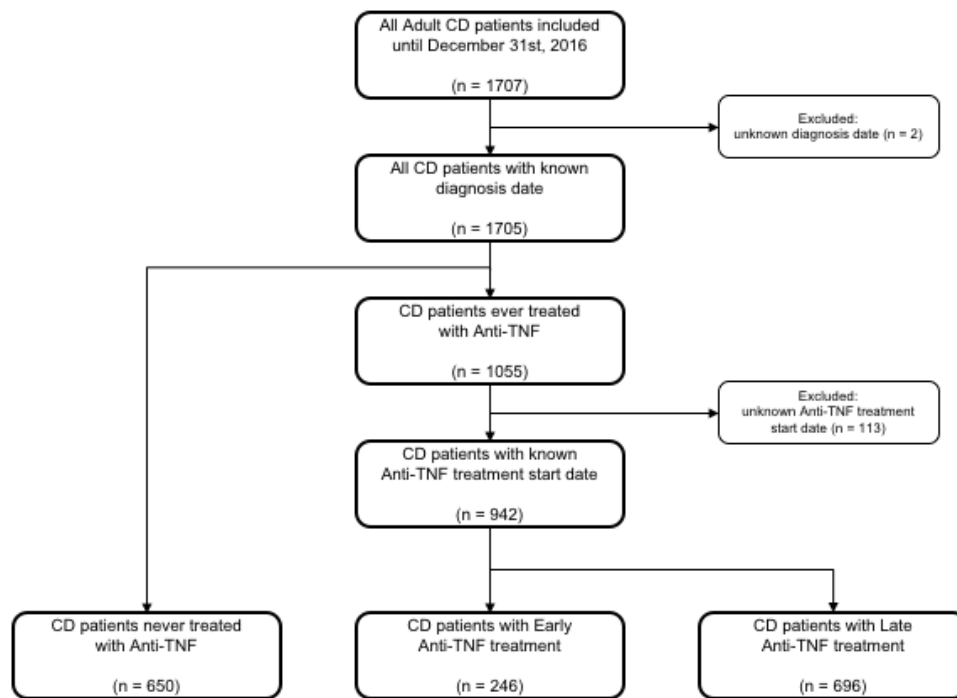 All Adult CD patients included
until December 31st, 2016
(n = 1707)
Excluded:
unknown diagnosis date (n = 2)
All CD patients with known
diagnosis date
(n = 1705)
CD patients ever treated
with Anti-TNF
(n = 1055)
Excluded:
unknown Anti-TNF treatment
start date (n = 113)
CD patients with known
Anti-TNF treatment start date
(n = 942)
CD patients never treated
with Anti-TNF
(n = 650)
CD patients with Early
Anti-TNF treatment
(n = 246)
CD patients with Late
Anti-TNF treatment
(n = 696)